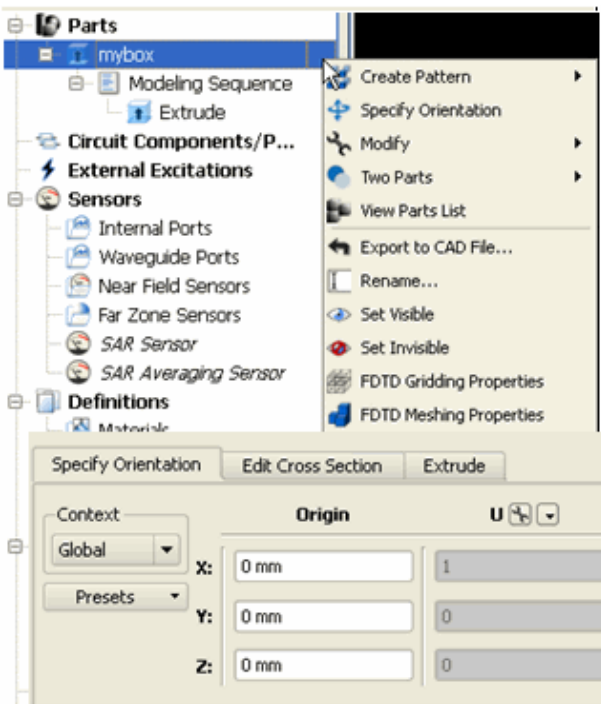 Parts
mybox
Modeling Sequence
Extrude
Circuit Components/P...
External Excitations
Sensors
Internal Ports
Waveguide Ports
Near Field Sensors
Far Zone Sensors
SAR Sensor
SAR Averaging Sensor
Definitions
Materials
Create Pattern
Specify Orientation
Modify
Two Parts
View Parts List
Export to CAD File...
Rename...
Set Visible
Set Invisible
FDTD Gridding Properties
FDTD Meshing Properties
Specify Orientation Edit Cross Section Extrude
Context Origin U
Global
X: 0 mm 1
Presets
Y: 0 mm 0
Z: 0 mm 0